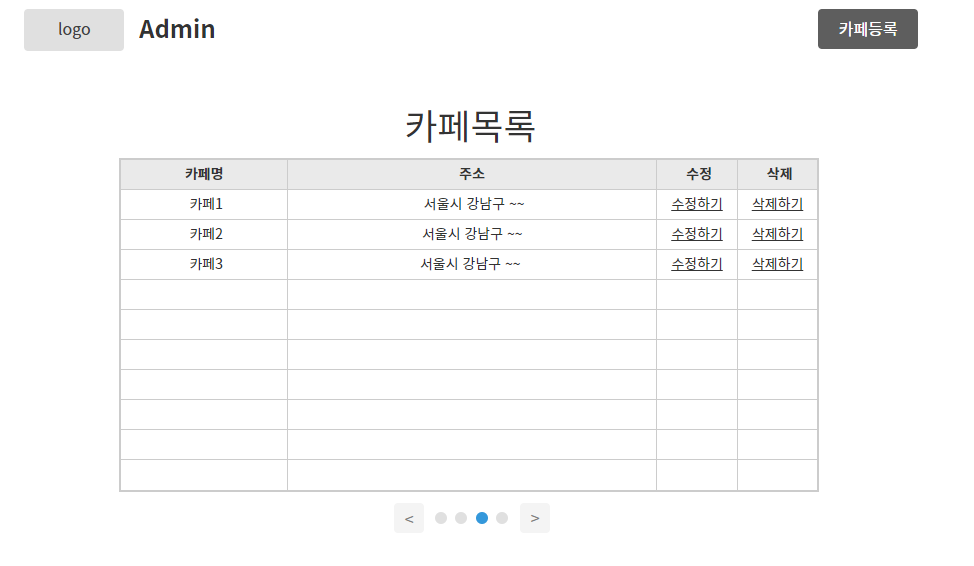 logo Admin 카페등록
카페목록
카페명 주소 수정 삭제
카페1 서울시 강남구 ~~ 수정하기 삭제하기
카페2 서울시 강남구 ~~ 수정하기 삭제하기
카페3 서울시 강남구 ~~ 수정하기 삭제하기
< >